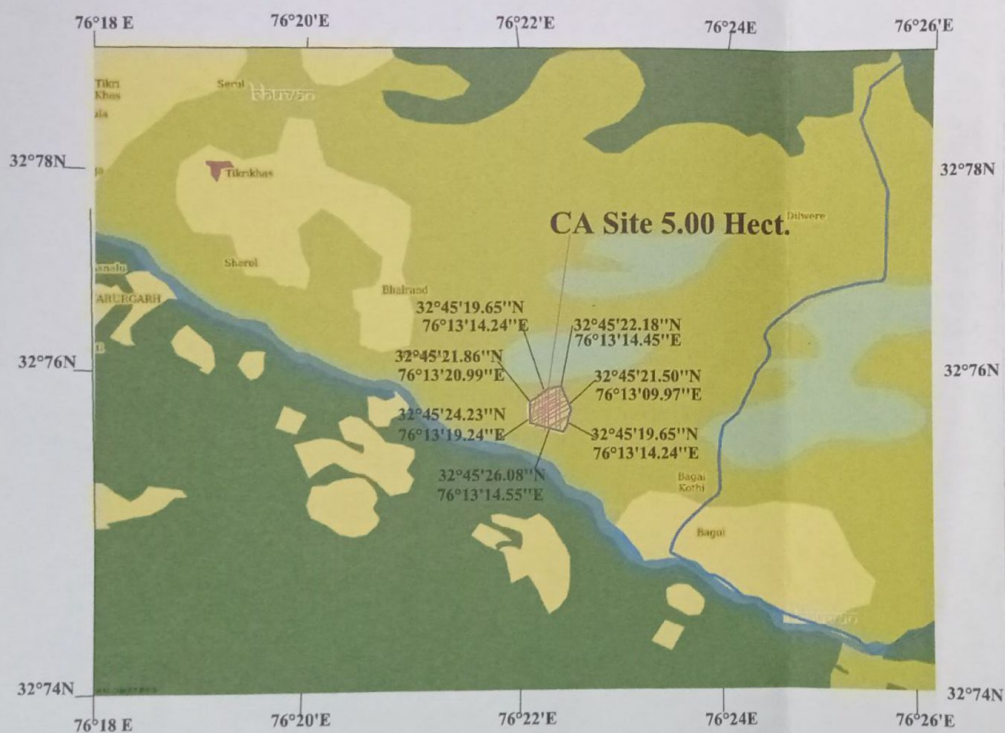 76°18 E
76°20'E
76°22'E
76°24'E
76°26'E
Tikri
Khas
Serul
bhuvan
32°78N
32°78N
Tikrikhas
Dilwere
CA Site 5.00 Hect.
Sherol
Bhalrand
32°45'19.65''N
76°13'14.24''E
32°45'22.18''N
76°13'14.45''E
32°45'21.86''N
76°13'20.99''E
32°45'21.50''N
76°13'09.97''E
32°76N
32°76N
32°45'24.23''N
76°13'19.24''E
32°45'19.65''N
76°13'14.24''E
32°45'26.08''N
76°13'14.55''E
Bagai
Kothi
Bagai
32°74N
32°74N
76°18 E
76°20'E
76°22'E
76°24'E
76°26'E